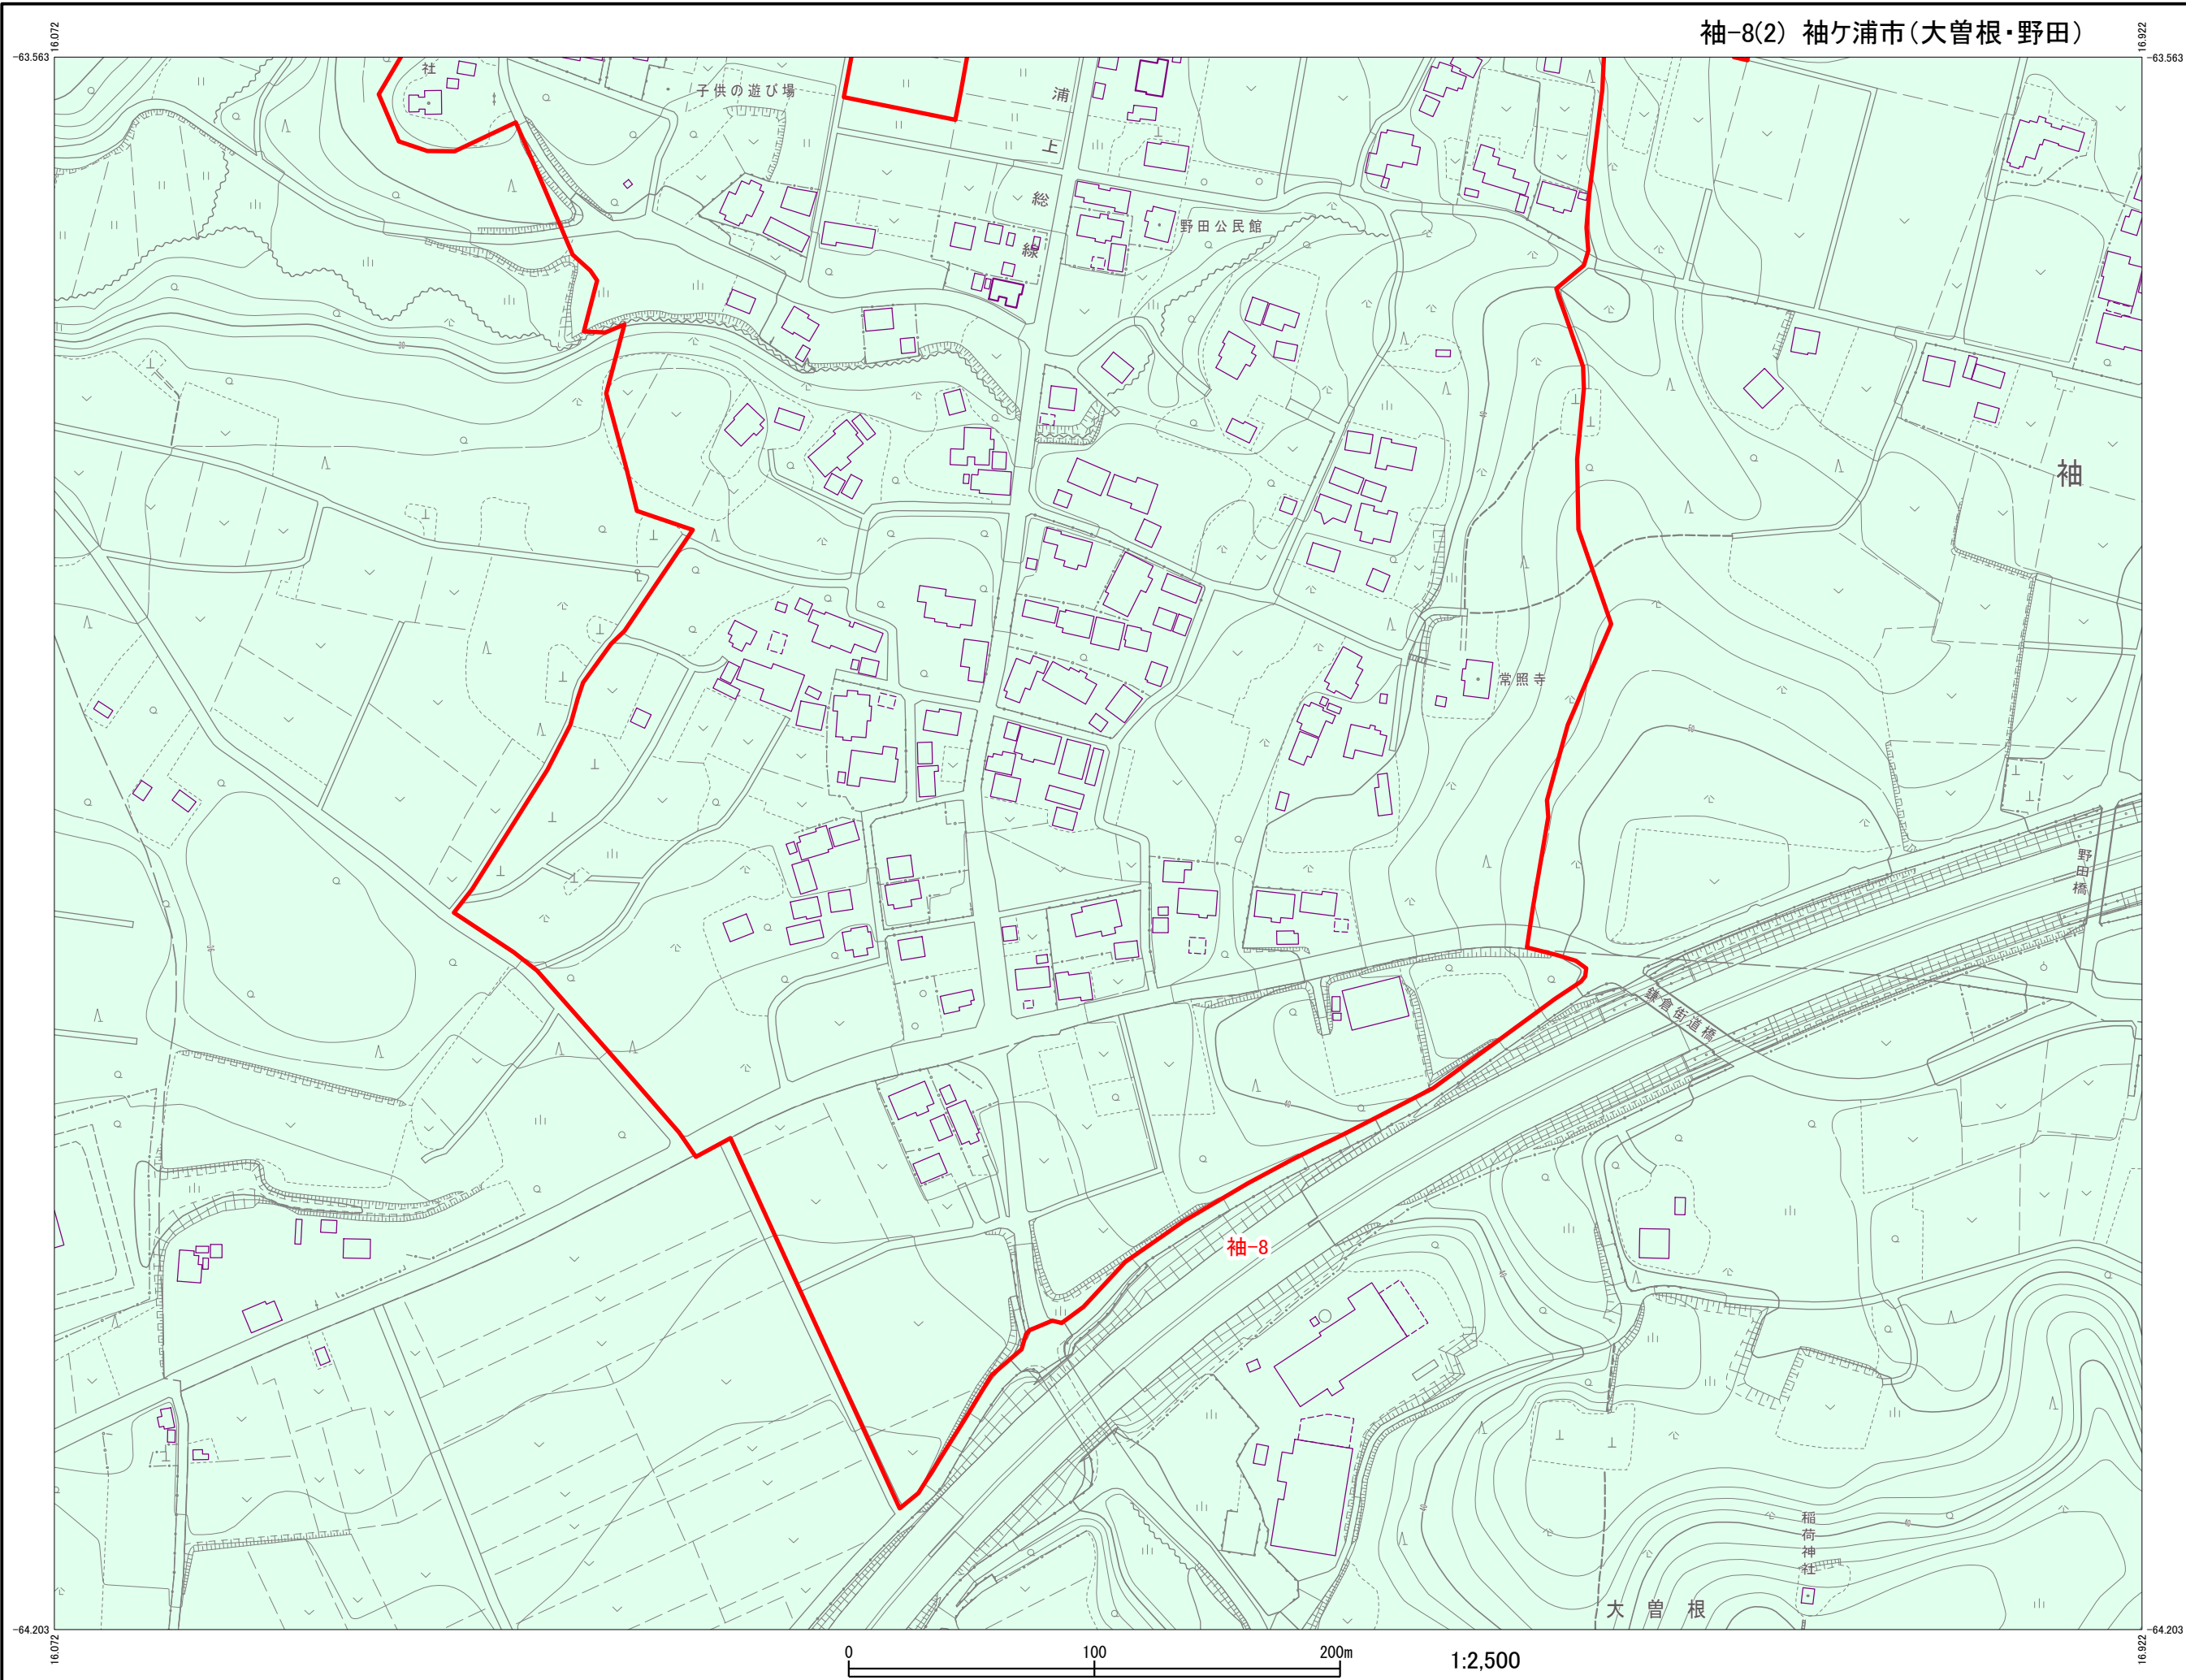 袖-8(2) 袖ケ浦市(大曽根・野田)
16.072
16.922
-63.563
-63.563
社
子供の遊び場
浦
上
総
線
野田公民館
袖
常照寺
野田橋
鎌倉街道橋
袖-8
稲荷神社
大曽根
-64.203
-64.203
16.072
16.922
0 100 200m
1:2,500